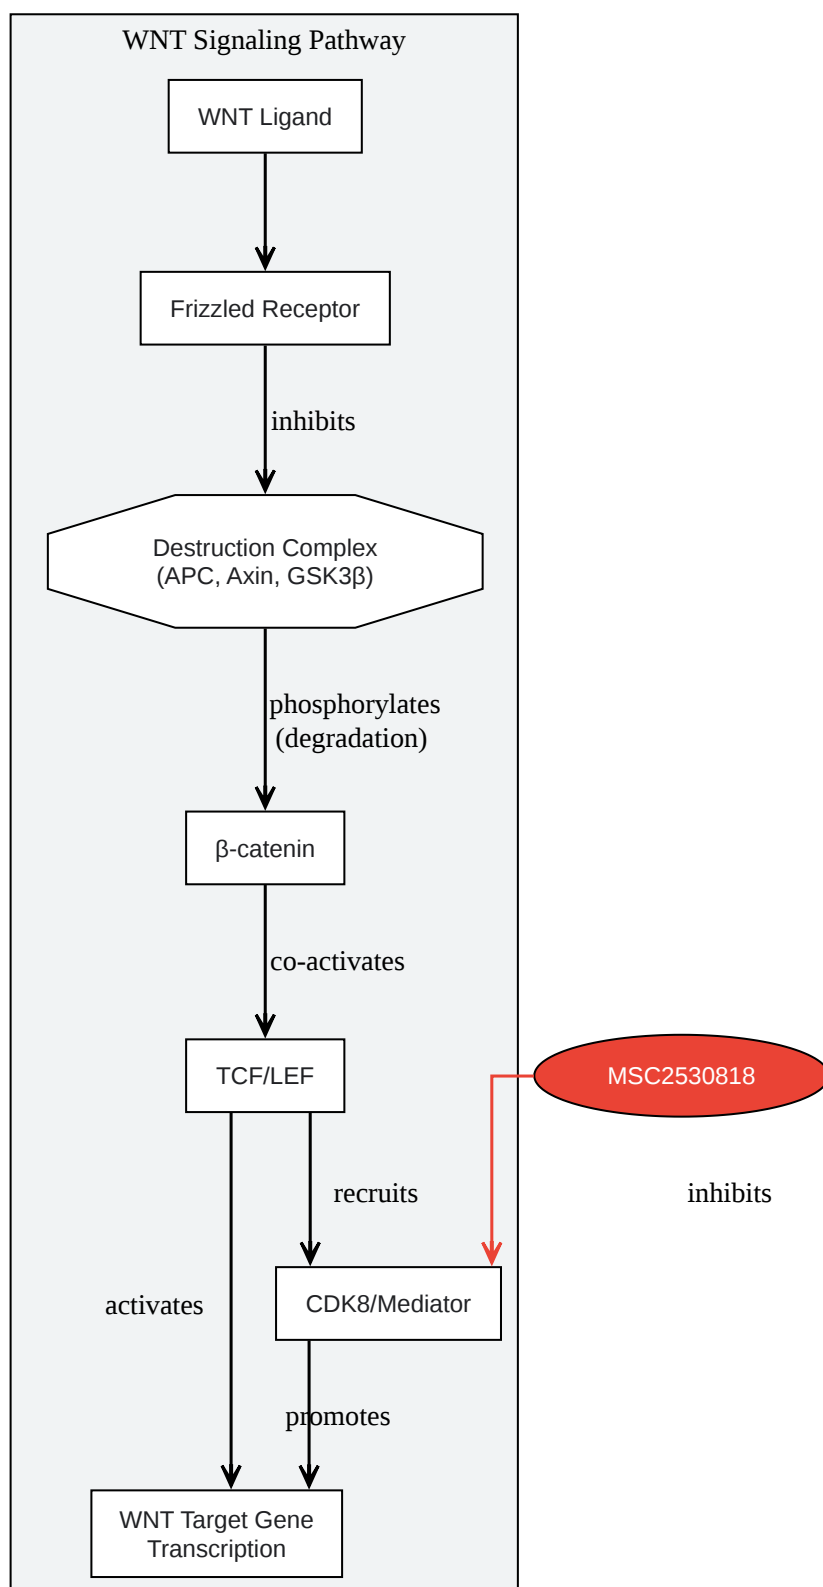 WNT Signaling Pathway
WNT Ligand
Frizzled Receptor
inhibits
Destruction Complex
(APC, Axin, GSK3β)
phosphorylates
(degradation)
β-catenin
co-activates
TCF/LEF
MSC2530818
recruits
inhibits
CDK8/Mediator
activates
promotes
WNT Target Gene
Transcription